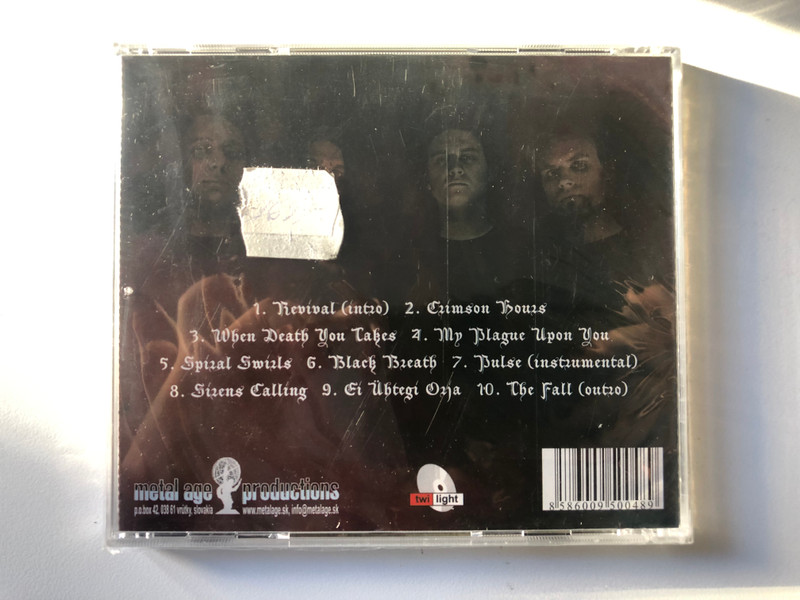 1. Revival (intro) 2. Crimson Hours
3. When Death You Takes 4. My Plague Upon You
5. Spiral Swirls 6. Black Breath 7. Pulse (instrumental)
8. Sirens Calling 9. Ei Ühtegi Orja 10. The Fall (outro)
metal age productions
p.o.box 42, 038 61 vrútky, slovakia www.metalage.sk, info@metalage.sk
twilight
8 586009 500489